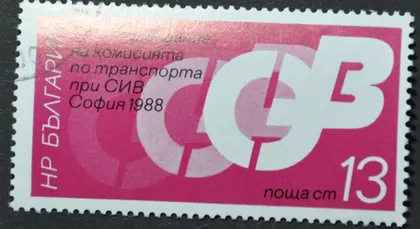 НР БЪЛГАРИЯ
на комисията
по транспорта
при СИВ
София 1988
СИВ
поща ст 13